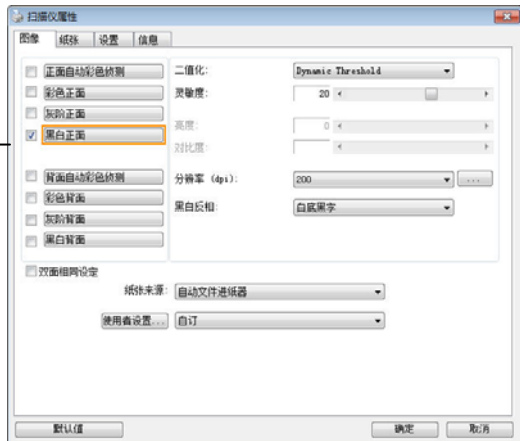 扫描仪属性
图像 纸张 设置 信息
正面自动彩色侦测
彩色正面
灰阶正面
黑白正面
背面自动彩色侦测
彩色背面
灰阶背面
黑白背面
二值化: Dynamic Threshold
灵敏度: 20
亮度: 0
对比度:
分辨率 (dpi): 200 ...
黑白反相: 白底黑字
双面相同设定
纸张来源: 自动文件进纸器
使用者设置... 自订
默认值 确定 取消